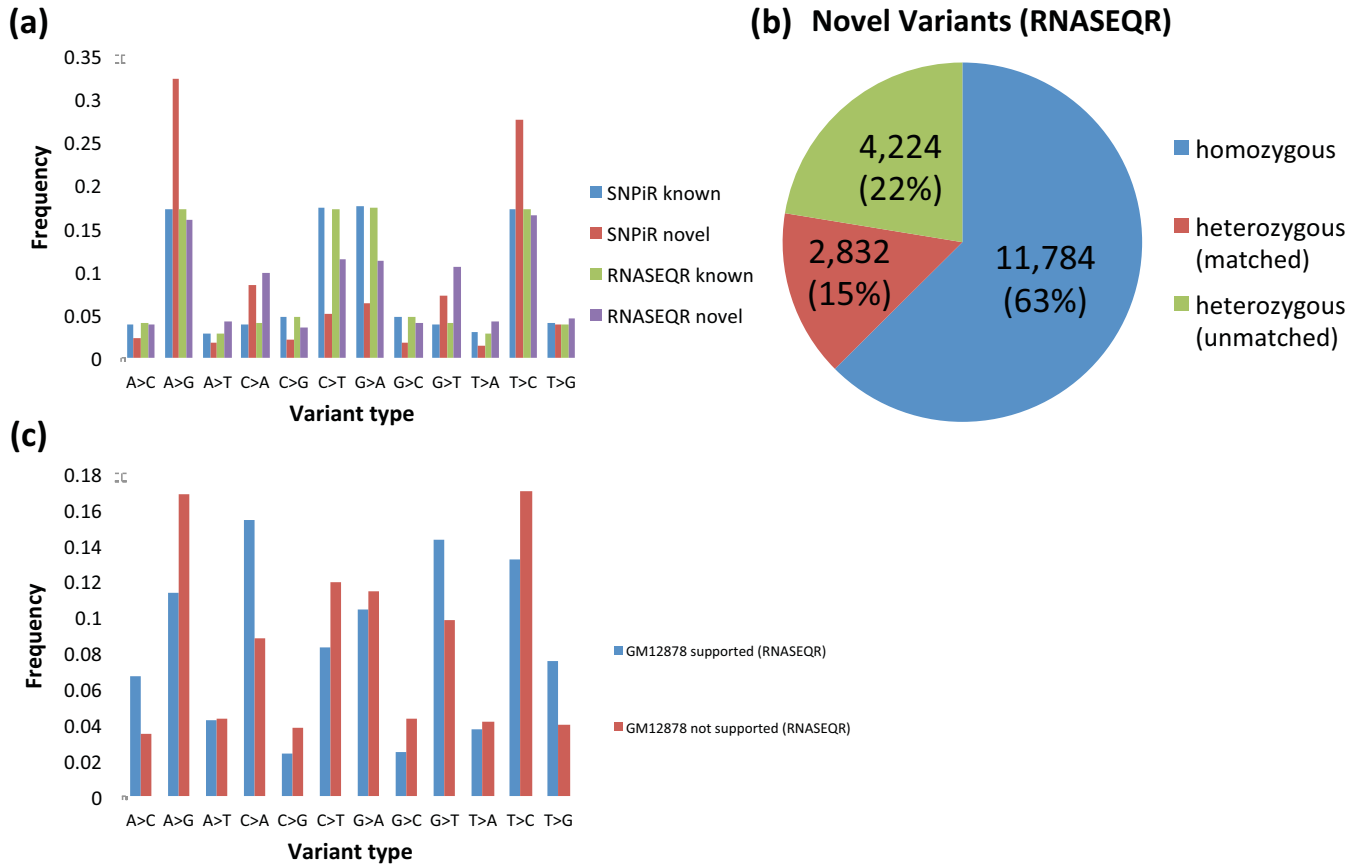 (a)
0.35
0.3
0.25
0.2
0.15
0.1
0.05
0
Frequency
A>C A>G A>T C>A C>G C>T G>A G>C G>T T>A T>C T>G
Variant type
SNPiR known
SNPiR novel
RNASEQR known
RNASEQR novel
(b) Novel Variants (RNASEQR)
4,224
(22%)
2,832
(15%)
11,784
(63%)
homozygous
heterozygous
(matched)
heterozygous
(unmatched)
(c)
0.18
0.16
0.14
0.12
0.1
0.08
0.06
0.04
0.02
0
Frequency
A>C A>G A>T C>A C>G C>T G>A G>C G>T T>A T>C T>G
Variant type
GM12878 supported (RNASEQR)
GM12878 not supported (RNASEQR)